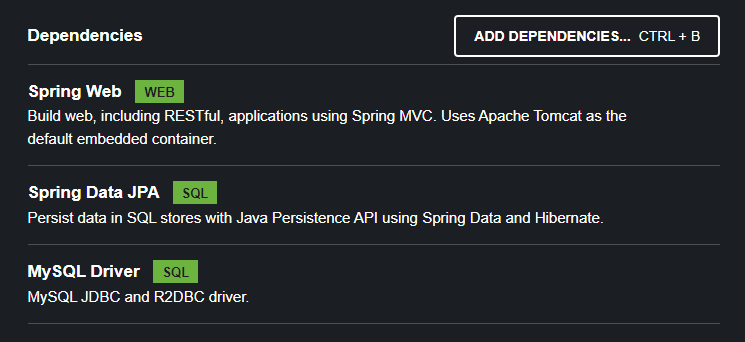 Dependencies
ADD DEPENDENCIES... CTRL + B
Spring Web WEB
Build web, including RESTful, applications using Spring MVC. Uses Apache Tomcat as the
default embedded container.
Spring Data JPA SQL
Persist data in SQL stores with Java Persistence API using Spring Data and Hibernate.
MySQL Driver SQL
MySQL JDBC and R2DBC driver.